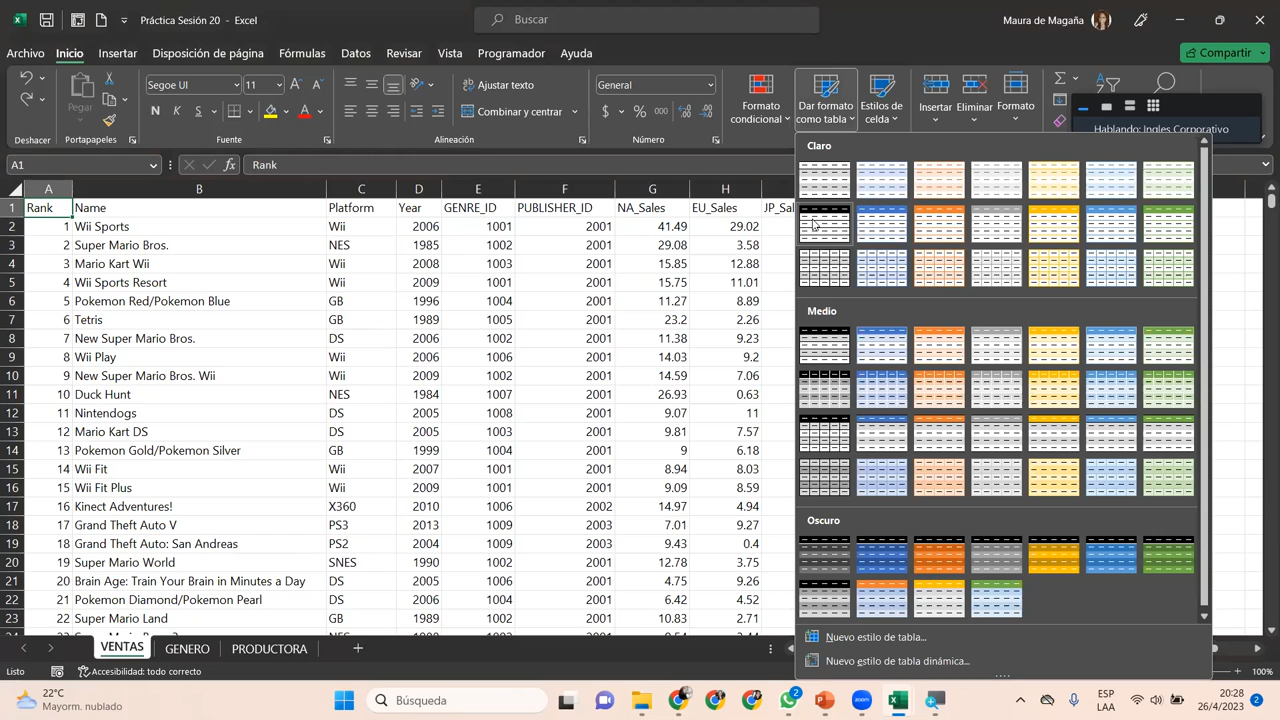 Práctica Sesión 20 - Excel
Buscar
Maura de Magaña
Archivo Inicio Insertar Disposición de página Fórmulas Datos Revisar Vista Programador Ayuda
Compartir
Pegar
Segoe UI 11
N K S
Ajustar texto
Combinar y centrar
General
$ % 000
Formato condicional
Dar formato como tabla
Estilos de celda
Insertar Eliminar Formato
Hablando: Ingles Corporativo
Deshacer Portapapeles Fuente Alineación Número
A1 fx Rank
A B C D E F G H
1 Rank Name Platform Year GENRE_ID PUBLISHER_ID NA_Sales EU_Sales JP_Sal
2 1 Wii Sports Wii 2006 1001 2001 41.49 29.02
3 2 Super Mario Bros. NES 1985 1002 2001 29.08 3.58
4 3 Mario Kart Wii Wii 2008 1003 2001 15.85 12.88
5 4 Wii Sports Resort Wii 2009 1001 2001 15.75 11.01
6 5 Pokemon Red/Pokemon Blue GB 1996 1004 2001 11.27 8.89
7 6 Tetris GB 1989 1005 2001 23.2 2.26
8 7 New Super Mario Bros. DS 2006 1002 2001 11.38 9.23
9 8 Wii Play Wii 2006 1006 2001 14.03 9.2
10 9 New Super Mario Bros. Wii Wii 2009 1002 2001 14.59 7.06
11 10 Duck Hunt NES 1984 1007 2001 26.93 0.63
12 11 Nintendogs DS 2005 1008 2001 9.07 11
13 12 Mario Kart DS DS 2005 1003 2001 9.81 7.57
14 13 Pokemon Gold/Pokemon Silver GB 1999 1004 2001 9 6.18
15 14 Wii Fit Wii 2007 1001 2001 8.94 8.03
16 15 Wii Fit Plus Wii 2009 1001 2001 9.09 8.59
17 16 Kinect Adventures! X360 2010 1006 2002 14.97 4.94
18 17 Grand Theft Auto V PS3 2013 1009 2003 7.01 9.27
19 18 Grand Theft Auto: San Andreas PS2 2004 1009 2003 9.43 0.4
20 19 Super Mario World SNES 1990 1002 2001 12.78 3.75
21 20 Brain Age: Train Your Brain in Minutes a Day DS 2005 1006 2001 4.75 9.26
22 21 Pokemon Diamond/Pokemon Pearl DS 2006 1004 2001 6.42 4.52
23 22 Super Mario Land GB 1989 1002 2001 10.83 2.71
Claro
Medio
Oscuro
Nuevo estilo de tabla...
Nuevo estilo de tabla dinámica...
VENTAS GENERO PRODUCTORA
Listo Accesibilidad: todo correcto 100%
22°C
Mayorm. nublado
Búsqueda
2
zoom
ESP
LAA
20:28
26/4/2023
2